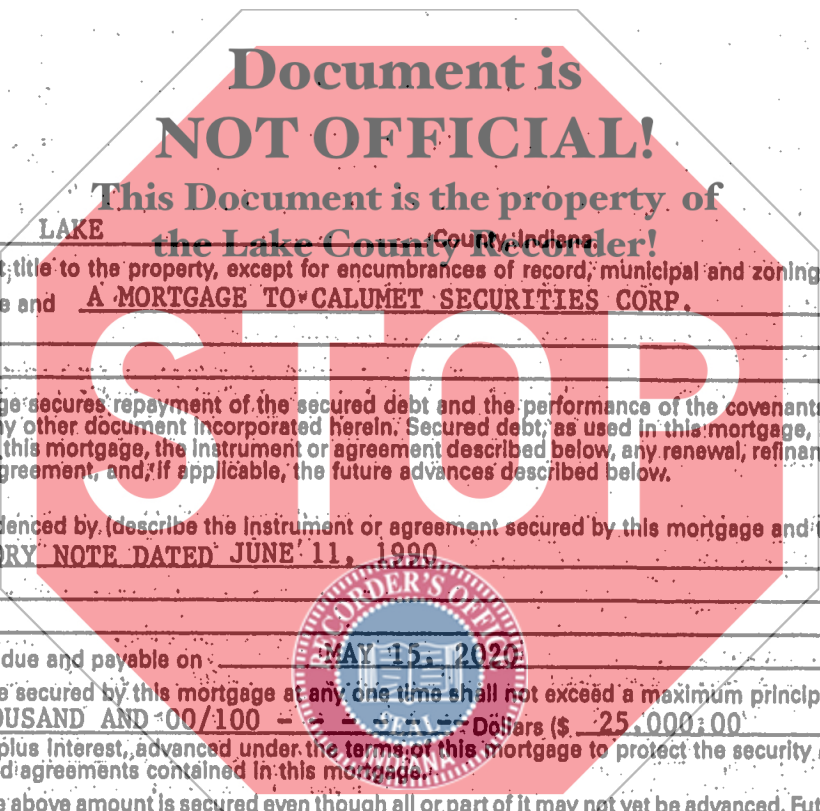 Document is
NOT OFFICIAL!
This Document is the property of
the Lake County Recorder!
LAKE County, Indiana.
title to the property, except for encumbrances of record, municipal and zoning
and A MORTGAGE TO CALUMET SECURITIES CORP.
STOP
secures repayment of the secured debt and the performance of the covenants
other document incorporated herein. Secured debt, as used in this mortgage,
this mortgage, the instrument or agreement described below, any renewal, refinan
greement, and, if applicable, the future advances described below.
denced by (describe the instrument or agreement secured by this mortgage and
RY NOTE DATED JUNE 11, 1990
RECORDER'S OFFICE
due and payable on MAY 15, 2020
secured by this mortgage at any one time shall not exceed a maximum princip
OUSAND AND 00/100 - - - - - - Dollars ($ 25,000.00
SEAL
plus interest, advanced under the terms of this mortgage to protect the security
d agreements contained in this mortgage.
INDIANA
above amount is secured even though all or part of it may not yet be advanced. Fut